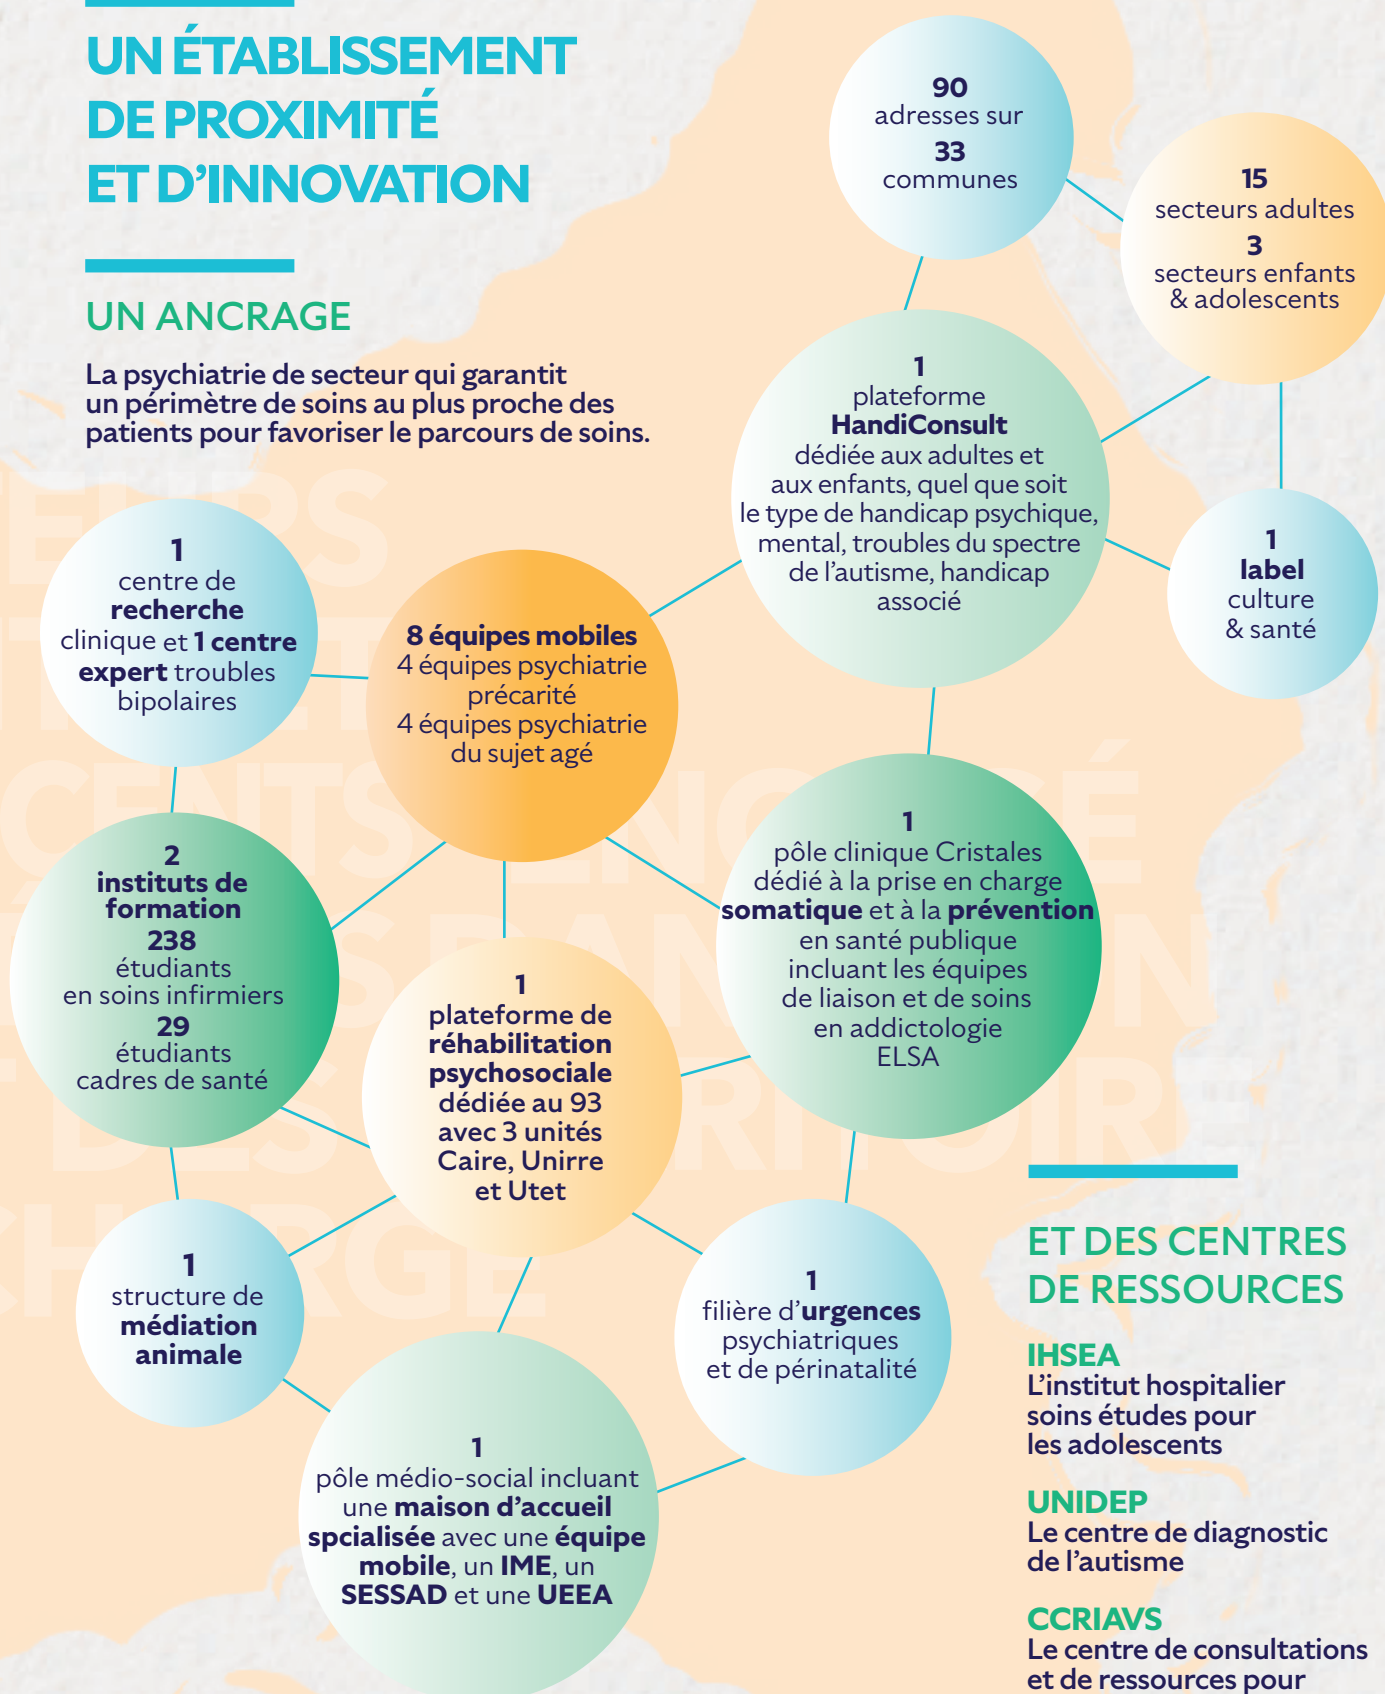 UN ÉTABLISSEMENT
DE PROXIMITÉ
ET D'INNOVATION
UN ANCRAGE
La psychiatrie de secteur qui garantit
un périmètre de soins au plus proche des
patients pour favoriser le parcours de soins.
90
adresses sur
33
communes
15
secteurs adultes
3
secteurs enfants
& adolescents
1
plateforme
HandiConsult
dédiée aux adultes et
aux enfants, quel que soit
le type de handicap psychique,
mental, troubles du spectre
de l’autisme, handicap
associé
1
label
culture
& santé
1
centre de
recherche
clinique et 1 centre
expert troubles
bipolaires
8 équipes mobiles
4 équipes psychiatrie
précarité
4 équipes psychiatrie
du sujet agé
2
instituts de
formation
238
étudiants
en soins infirmiers
29
étudiants
cadres de santé
1
pôle clinique Cristales
dédié à la prise en charge
somatique et à la prévention
en santé publique
incluant les équipes
de liaison et de soins
en addictologie
ELSA
1
plateforme de
réhabilitation
psychosociale
dédiée au 93
avec 3 unités
Caire, Unirre
et Utet
1
structure de
médiation
animale
1
filière d’urgences
psychiatriques
et de périnatalité
1
pôle médio-social incluant
une maison d’accueil
spcialisée avec une équipe
mobile, un IME, un
SESSAD et une UEEA
ET DES CENTRES
DE RESSOURCES
IHSEA
L’institut hospitalier
soins études pour
les adolescents
UNIDEP
Le centre de diagnostic
de l’autisme
CCRIAVS
Le centre de consultations
et de ressources pour